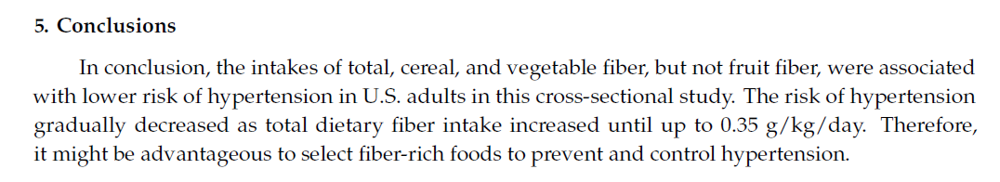 5. Conclusions
In conclusion, the intakes of total, cereal, and vegetable fiber, but not fruit fiber, were associated
with lower risk of hypertension in U.S. adults in this cross-sectional study. The risk of hypertension
gradually decreased as total dietary fiber intake increased until up to 0.35 g/kg/day. Therefore,
it might be advantageous to select fiber-rich foods to prevent and control hypertension.